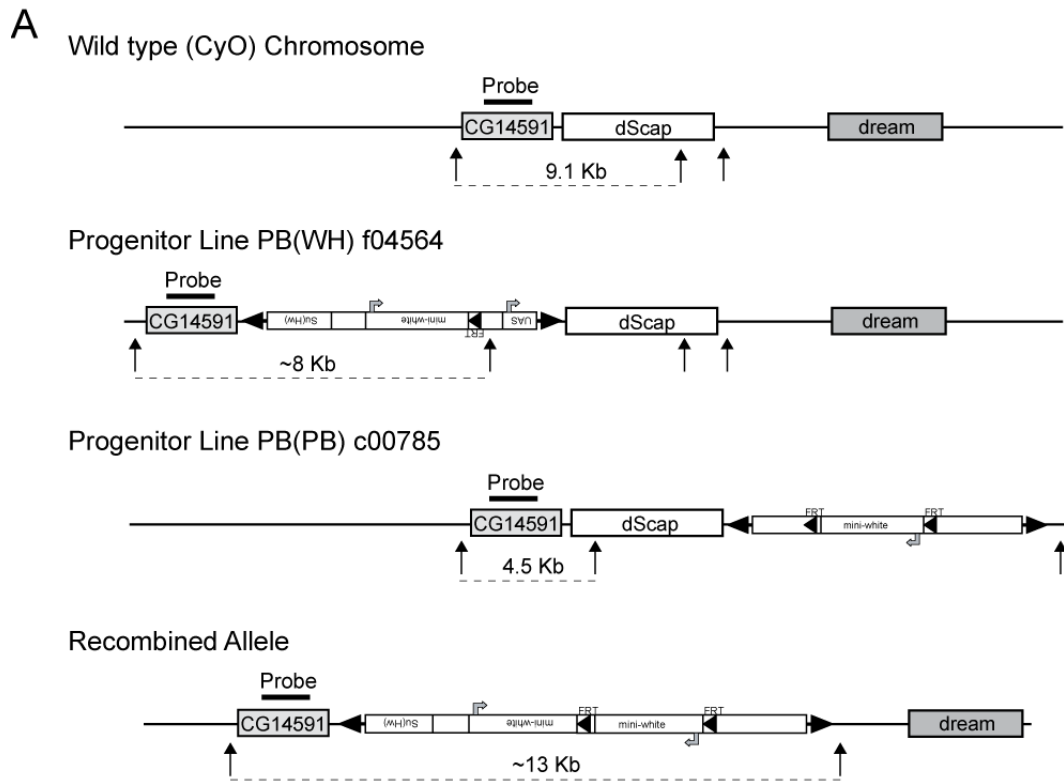 A
Wild type (CyO) Chromosome
Probe
CG14591 dScap dream
9.1 Kb
Progenitor Line PB(WH) f04564
Probe
CG14591 Su(Hw) mini-white FRT UAS dScap dream
~8 Kb
Progenitor Line PB(PB) c00785
Probe
CG14591 dScap FRT mini-white FRT
4.5 Kb
Recombined Allele
Probe
CG14591 Su(Hw) mini-white FRT mini-white FRT dream
~13 Kb